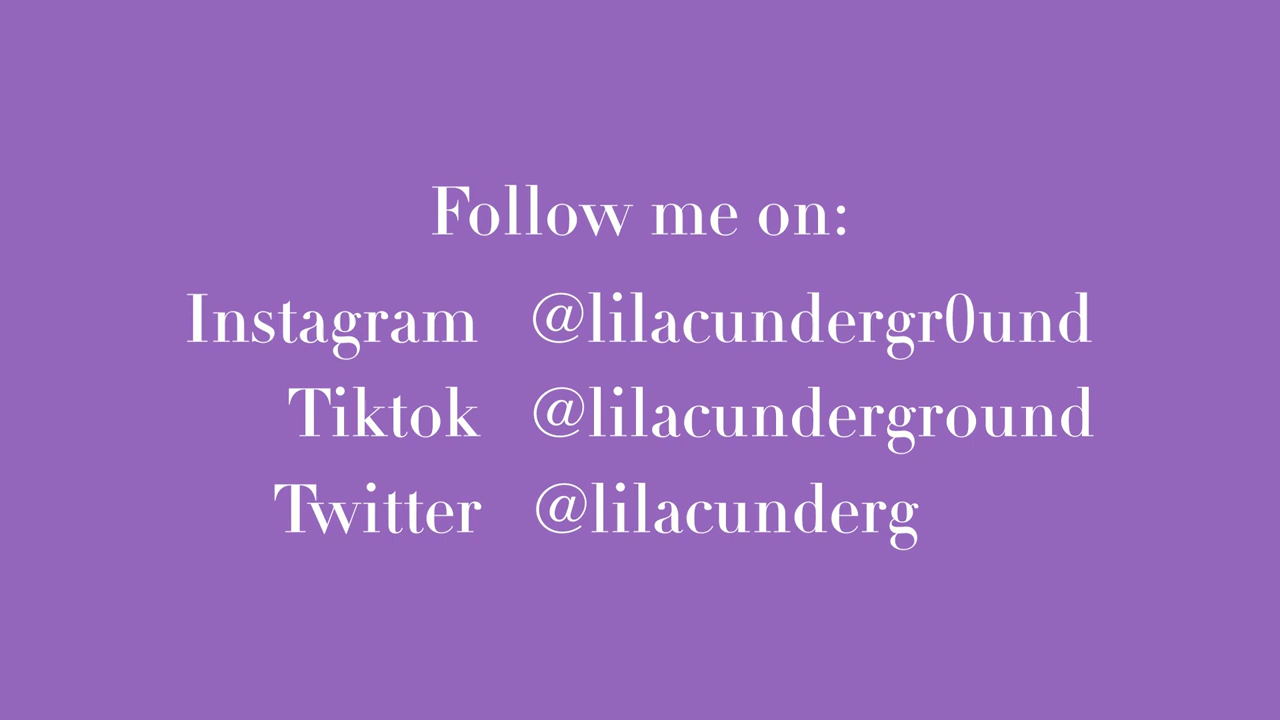 Follow me on:
Instagram @lilacundergr0und
Tiktok @lilacunderground
Twitter @lilacunderg